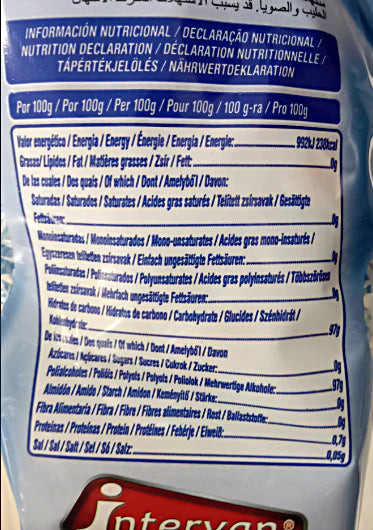 الحليب والصويا. قد يسبب
INFORMACIÓN NUTRICIONAL / DECLARAÇÃO NUTRICIONAL /
NUTRITION DECLARATION / DÉCLARATION NUTRITIONNELLE /
TÁPÉRTÉKJELÖLÉS / NÄHRWERTDEKLARATION
Por 100g / Por 100g / Per 100g / Pour 100g / 100 g-ra / Pro 100g
Valor energético / Energia / Energy / Énergie / Energia / Energie: 992kJ 238kcal
Grasas/ Lípidos / Fat / Matières grasses / Zsír / Fett: 0g
De las cuales / Dos quais / Of which / Dont / Amelyböl / Davon:
Saturadas / Saturados / Saturates / Acides gras saturés / Telített zsírsavak / Gesättigte
Fettsäuren: 0g
Monoinsaturadas / Monoinsaturados / Mono-unsaturates / Acides gras mono-insaturés /
Egyszeresen telítetlen zsírsavak / Einfach ungesättigte Fettsäuren: 0g
Poliinsaturadas / Poliinsaturados / Polyunsaturates / Acides gras polyinsaturés / Többszörösen
telítetlen zsírsavak / Mehrfach ungesättigte Fettsäuren: 0g
Hidratos de carbono / Hidratos de carbono / Carbohydrate / Glucides / Szénhidrát /
Kohlenhydrate: 97g
De los cuales / Dos quais / Of which / Dont / Amelyböl / Davon
Azúcares / Açúcares / Sugars / Sucres / Cukrok / Zucker: 0g
Polialcoholes / Polióis / Polyols / Polyols / Poliolok / Mehrwertige Alkohole: 97g
Almidón / Amido / Starch / Amidon / Keményítő / Stärke: 0g
Fibra Alimentaria / Fibra / Fibre / Fibres alimentaires / Rost / Ballaststoffe: 0g
Proteínas / Proteínas / Protein / Protéines / Fehérje / Eiweiß: 0,7g
Sal / Sal / Salt / Sel / Só / Salz: 0,05g
intervan®